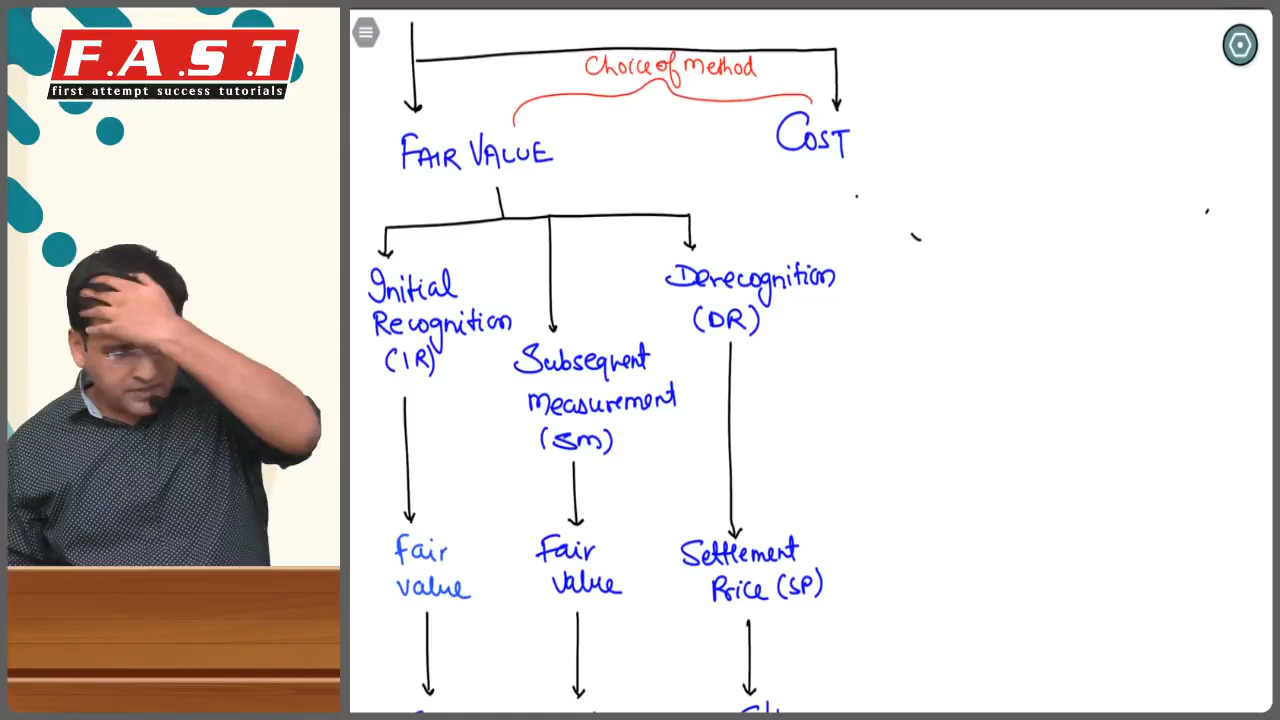 F.A.S.T
first attempt success tutorials
Choice of method
FAIR VALUE
COST
Initial
Recognition
(IR)
Subsequent
measurement
(SM)
Derecognition
(DR)
Fair
value
Fair
value
Settlement
Price (SP)